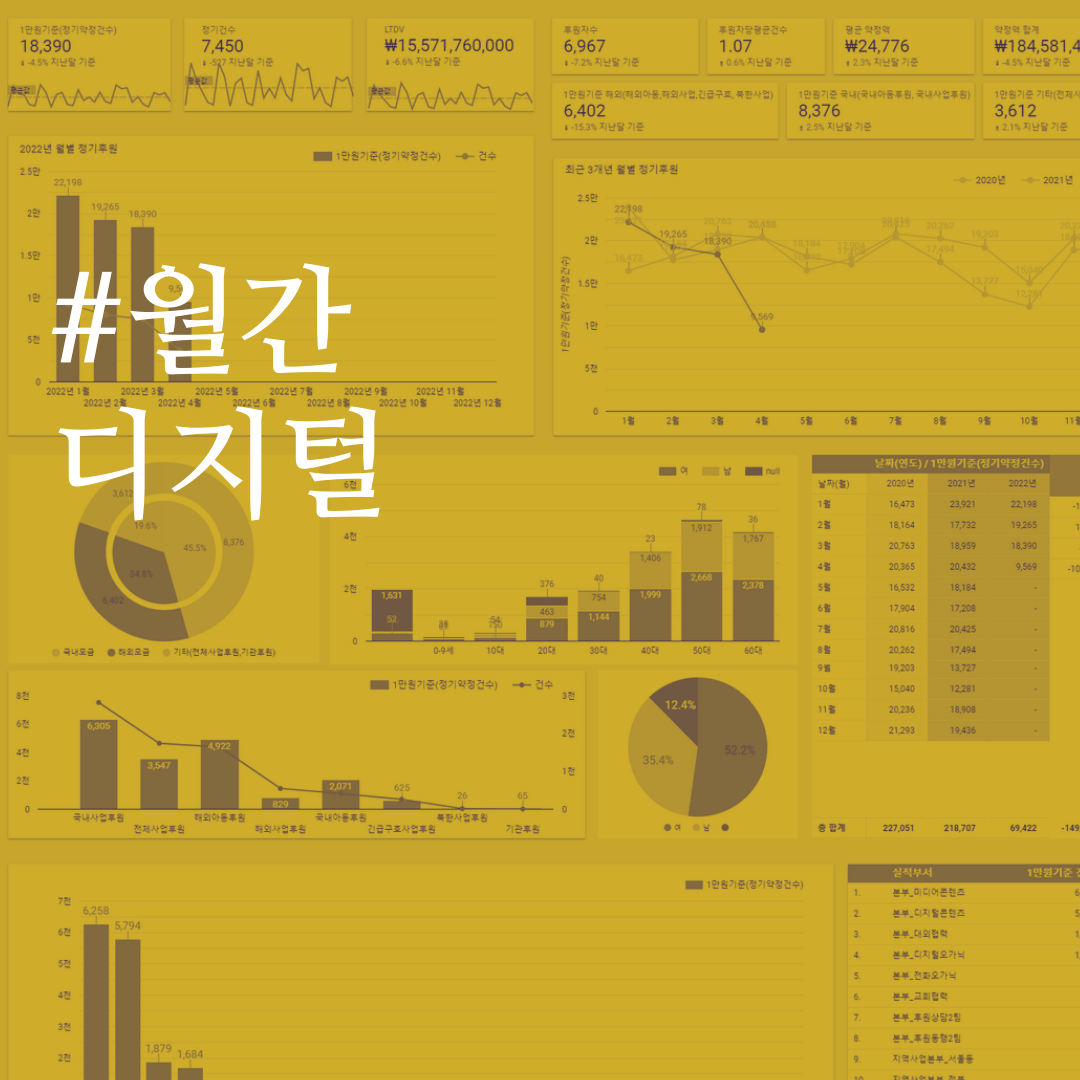 1만원기준(정기약정건수)
18,390
-4.5% 지난달 기준
정기건수
7,450
-527 지난달 기준
LTDV
₩15,571,760,000
-6.6% 지난달 기준
후원자수
6,967
-7.2% 지난달 기준
후원자당평균건수
1.07
0.6% 지난달 기준
평균 약정액
₩24,776
2.3% 지난달 기준
약정액 합계
₩184,581,4
-4.5% 지난달 기준
1만원기준 해외(해외아동,해외사업,긴급구호, 북한사업)
6,402
-15.3% 지난달 기준
1만원기준 국내(국내아동후원, 국내사업후원)
8,376
2.5% 지난달 기준
1만원기준 기타(전체사
3,612
2.1% 지난달 기준
2022년 월별 정기후원
1만원기준(정기약정건수) 건수
2.5만
2만
1.5만
1만
5천
0
22,198
19,265
18,390
2022년 1월 2022년 3월 2022년 5월 2022년 7월 2022년 9월 2022년 11월
2022년 2월 2022년 4월 2022년 6월 2022년 8월 2022년 10월 2022년 12월
#월간
디지털
최근 3개년 월별 정기후원
2020년 2021년
1만원기준(정기약정건수)
2.5만
2만
1.5만
1만
5천
0
22,198
19,265
18,390
9,569
16,473
20,763
18,184
20,262
17,494
19,203
13,727
15,040
12,281
1월 2월 3월 4월 5월 6월 7월 8월 9월 10월 11월
3,612
19.6%
45.5%
8,376
34.8%
6,402
국내모금 해외모금 기타(전체사업후원,기관후원)
여 남 null
6천
4천
2천
0
1,631
52
376
463
879
40
754
1,144
23
1,406
1,999
78
1,912
2,668
36
1,767
2,378
0-9세 10대 20대 30대 40대 50대 60대
날짜(연도) / 1만원기준(정기약정건수)
날짜(월) 2020년 2021년 2022년
1월 16,473 23,921 22,198
2월 18,164 17,732 19,265
3월 20,763 18,959 18,390
4월 20,365 20,432 9,569
5월 16,532 18,184 -
6월 17,904 17,208 -
7월 20,816 20,425 -
8월 20,262 17,494 -
9월 19,203 13,727 -
10월 15,040 12,281 -
11월 20,236 18,908 -
12월 21,293 19,436 -
총 합계 227,051 218,707 69,422 -149
1만원기준(정기약정건수) 건수
8천
6천
4천
2천
0
6,305
3,547
4,922
829
2,071
625
26
65
3천
2천
1천
0
국내사업후원 해외아동후원 국내아동후원 북한사업후원
전체사업후원 해외사업후원 긴급구호사업후원 기관후원
12.4%
35.4%
52.2%
여 남
1만원기준(정기약정건수)
7천
6천
5천
4천
3천
2천
6,258
5,794
1,879
1,684
실적부서 1만원기준
1. 본부_미디어콘텐츠
2. 본부_디지털콘텐츠
3. 본부_대외협력
4. 본부_디지털오가닉
5. 본부_전화오가닉
6. 본부_교회협력
7. 본부_후원상담2팀
8. 본부_후원동행2팀
9. 지역사업본부_서울동